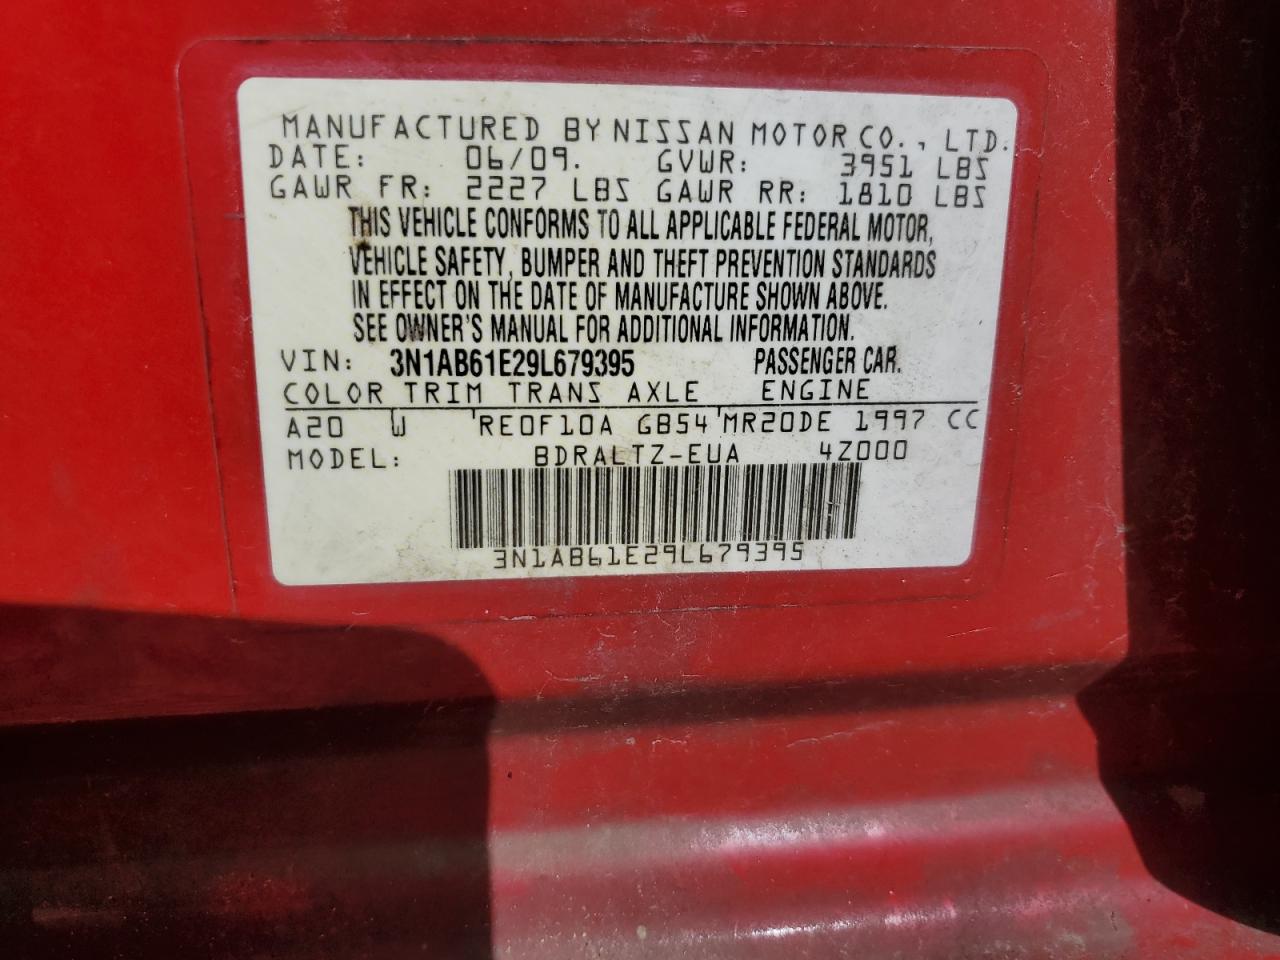 MANUFACTURED BY NISSAN MOTOR CO., LTD.
DATE: 06/09. GVWR: 3951 LBS
GAWR FR: 2227 LBS GAWR RR: 1810 LBS
THIS VEHICLE CONFORMS TO ALL APPLICABLE FEDERAL MOTOR,
VEHICLE SAFETY, BUMPER AND THEFT PREVENTION STANDARDS
IN EFFECT ON THE DATE OF MANUFACTURE SHOWN ABOVE.
SEE OWNER'S MANUAL FOR ADDITIONAL INFORMATION.
VIN: 3N1AB61E29L679395 PASSENGER CAR.
COLOR TRIM TRANS AXLE ENGINE
A20 W RE0F10A GB54 MR20DE 1997 CC
MODEL: BDRALTZ-EUA 4Z000
3N1AB61E29L679395